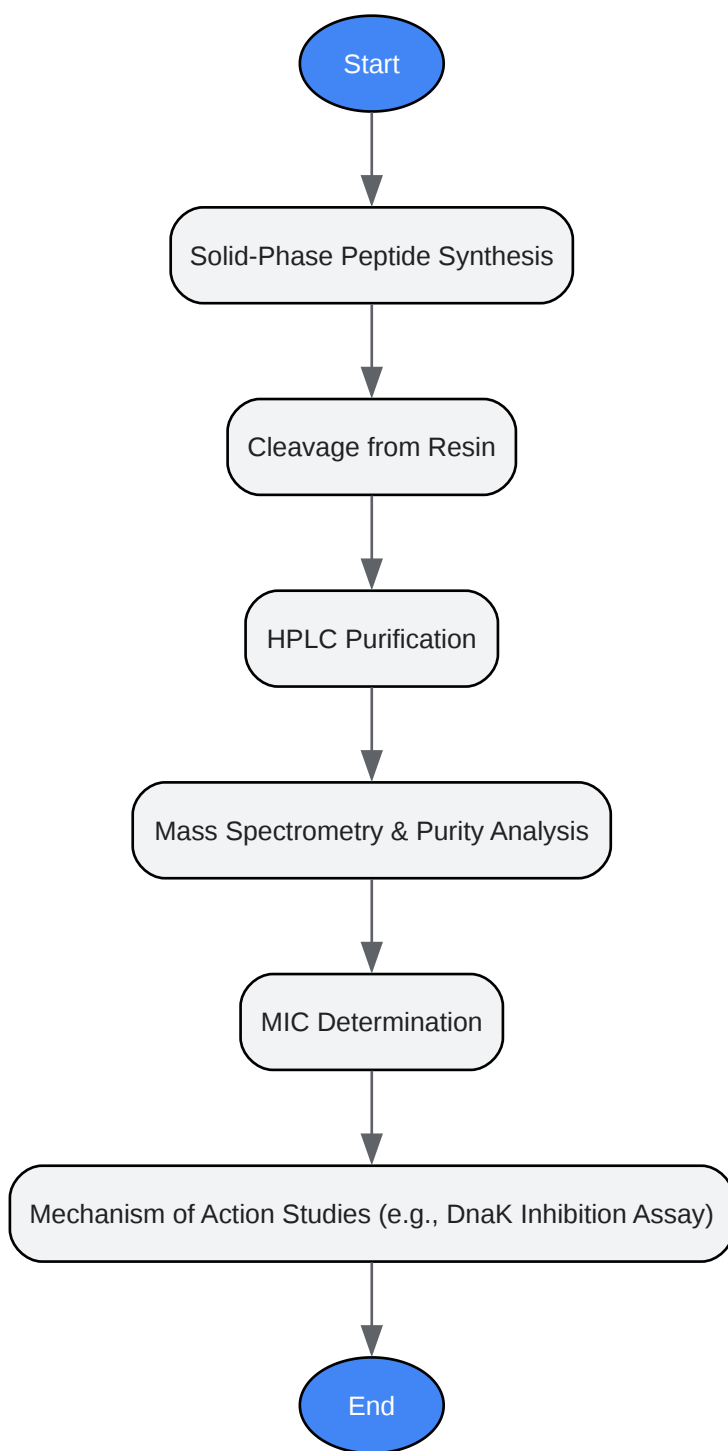 Start
Solid-Phase Peptide Synthesis
Cleavage from Resin
HPLC Purification
Mass Spectrometry & Purity Analysis
MIC Determination
Mechanism of Action Studies (e.g., DnaK Inhibition Assay)
End